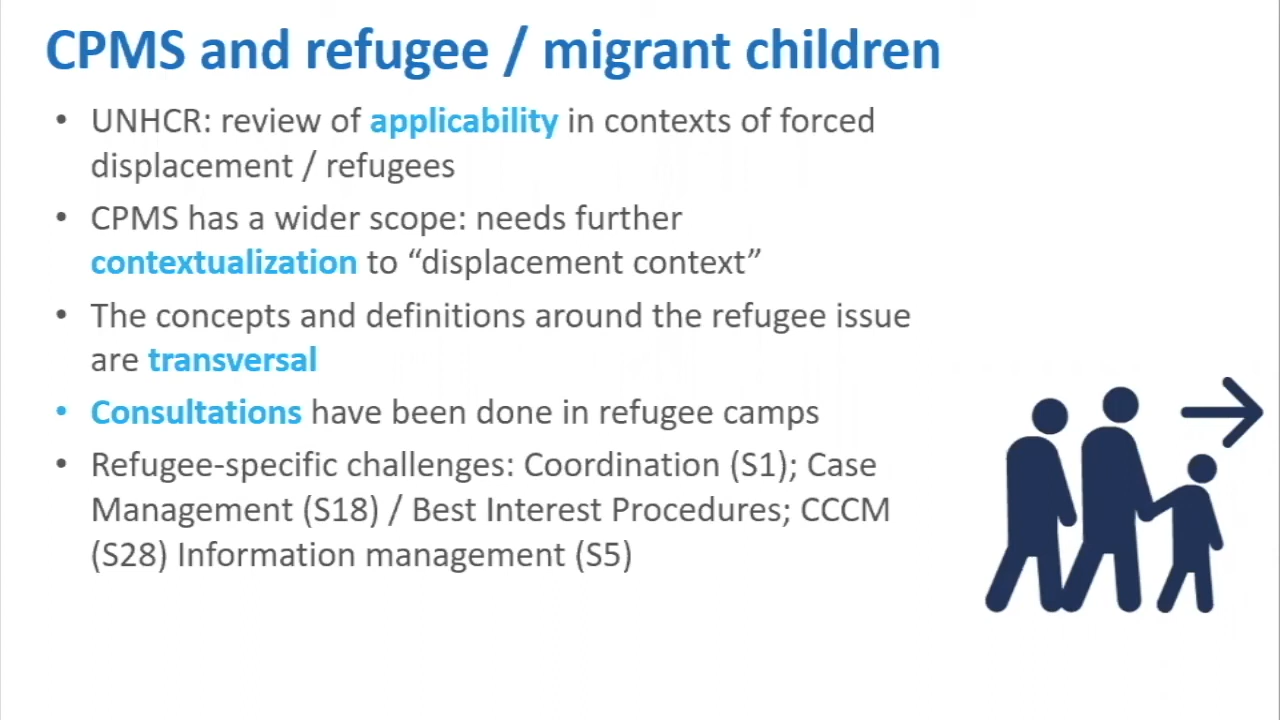 CPMS and refugee / migrant children
• UNHCR: review of applicability in contexts of forced
displacement / refugees
• CPMS has a wider scope: needs further
contextualization to “displacement context”
• The concepts and definitions around the refugee issue
are transversal
• Consultations have been done in refugee camps
• Refugee-specific challenges: Coordination (S1); Case
Management (S18) / Best Interest Procedures; CCCM
(S28) Information management (S5)